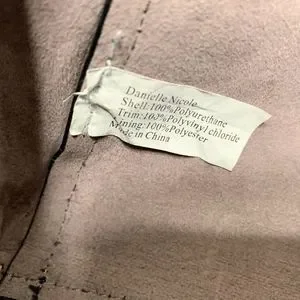 Danielle Nicole
Shell:100%Polyurethane
Trim:100%Polyvinyl chloride
Lining:100%Polyester
Made in China